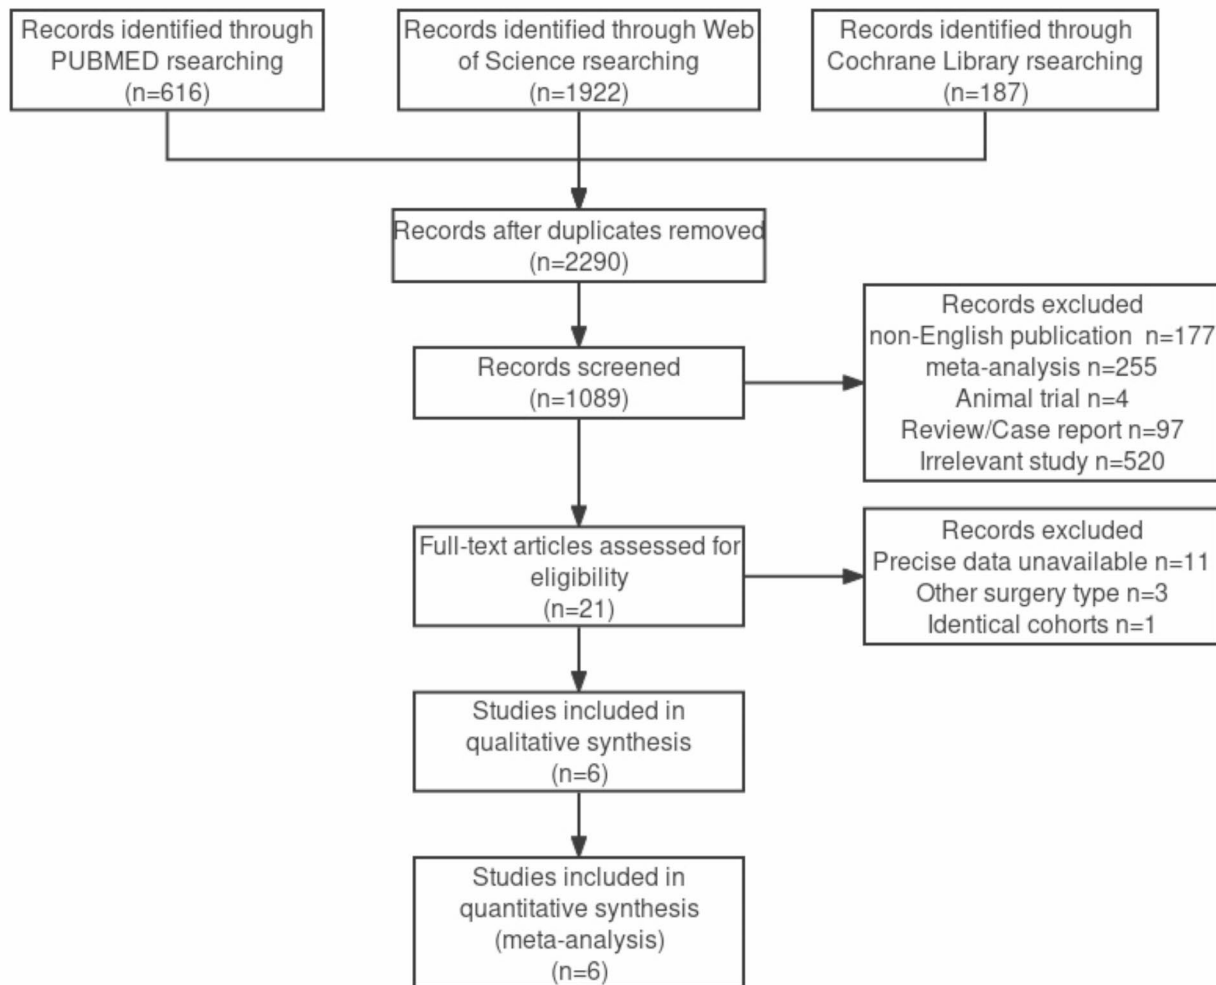 Records identified through
PUBMED rsearching
(n=616)
Records identified through Web
of Science rsearching
(n=1922)
Records identified through
Cochrane Library rsearching
(n=187)
Records after duplicates removed
(n=2290)
Records screened
(n=1089)
Records excluded
non-English publication  n=177
meta-analysis n=255
Animal trial n=4
Review/Case report n=97
Irrelevant study n=520
Full-text articles assessed for
eligibility
(n=21)
Records excluded
Precise data unavailable n=11
Other surgery type n=3
Identical cohorts n=1
Studies included in
qualitative synthesis
(n=6)
Studies included in
quantitative synthesis
(meta-analysis)
(n=6)